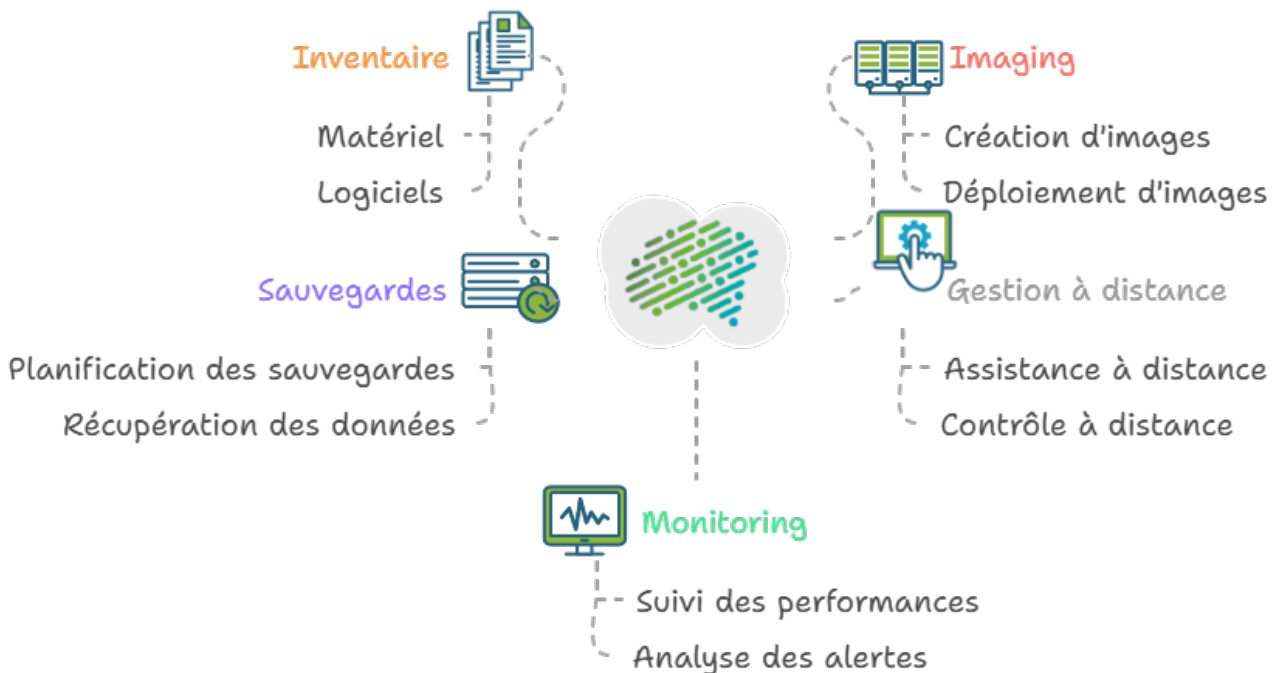 Inventaire
Matériel
Logiciels
Imaging
Création d'images
Déploiement d'images
Sauvegardes
Planification des sauvegardes
Récupération des données
Gestion à distance
Assistance à distance
Contrôle à distance
Monitoring
Suivi des performances
Analyse des alertes